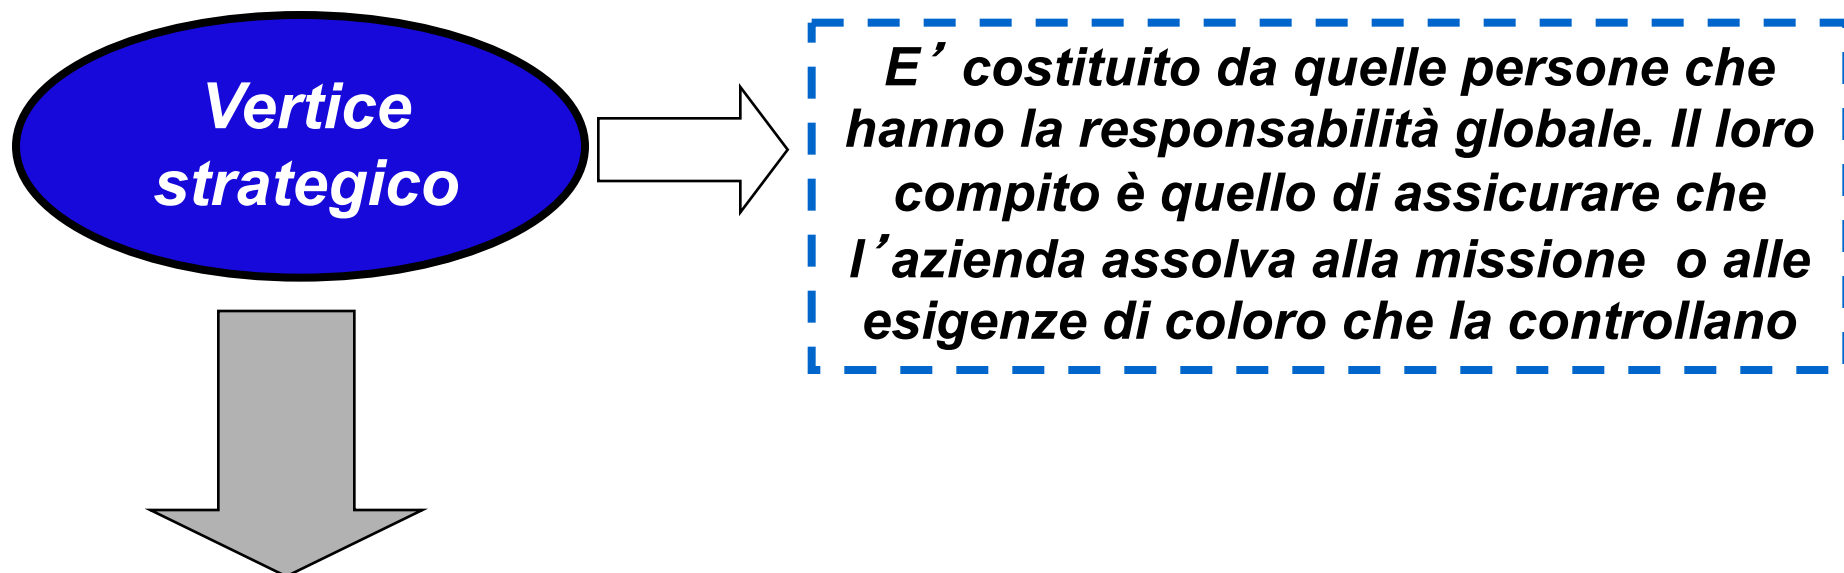 Vertice
strategico
E’ costituito da quelle persone che
hanno la responsabilità globale. Il loro
compito è quello di assicurare che
l’azienda assolva alla missione  o alle
esigenze di coloro che la controllano